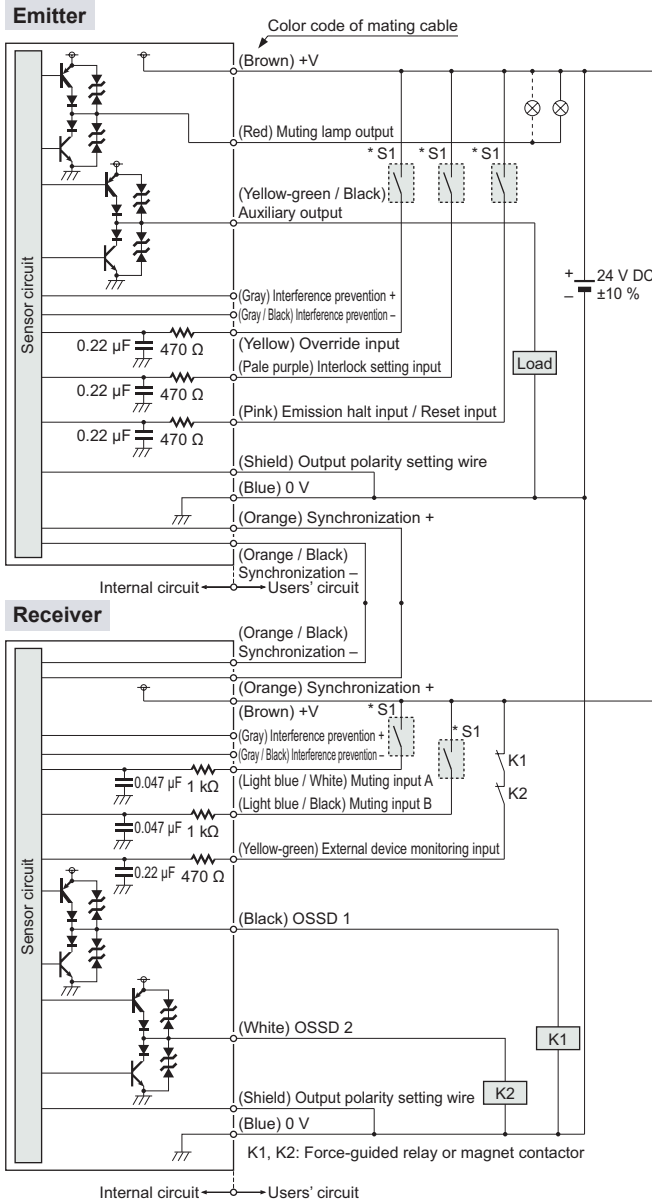 Emitter
Color code of mating cable
(Brown) +V
(Red) Muting lamp output
* S1
* S1
* S1
(Yellow-green / Black)
Auxiliary output
+
–
24 V DC
±10 %
Sensor circuit
(Gray) Interference prevention +
(Gray / Black) Interference prevention –
0.22 µF
470 Ω
(Yellow) Override input
(Pale purple) Interlock setting input
Load
0.22 µF
470 Ω
(Pink) Emission halt input / Reset input
0.22 µF
470 Ω
(Shield) Output polarity setting wire
(Blue) 0 V
(Orange) Synchronization +
(Orange / Black)
Synchronization –
Internal circuit
Users' circuit
Receiver
(Orange / Black)
Synchronization –
(Orange) Synchronization +
(Brown) +V
* S1
* S1
(Gray) Interference prevention +
(Gray / Black) Interference prevention –
K1
K2
0.047 µF
1 kΩ
(Light blue / White) Muting input A
(Light blue / Black) Muting input B
0.047 µF
1 kΩ
(Yellow-green) External device monitoring input
0.22 µF
470 Ω
Sensor circuit
(Black) OSSD 1
(White) OSSD 2
K1
K2
(Shield) Output polarity setting wire
(Blue) 0 V
K1, K2: Force-guided relay or magnet contactor
Internal circuit
Users' circuit